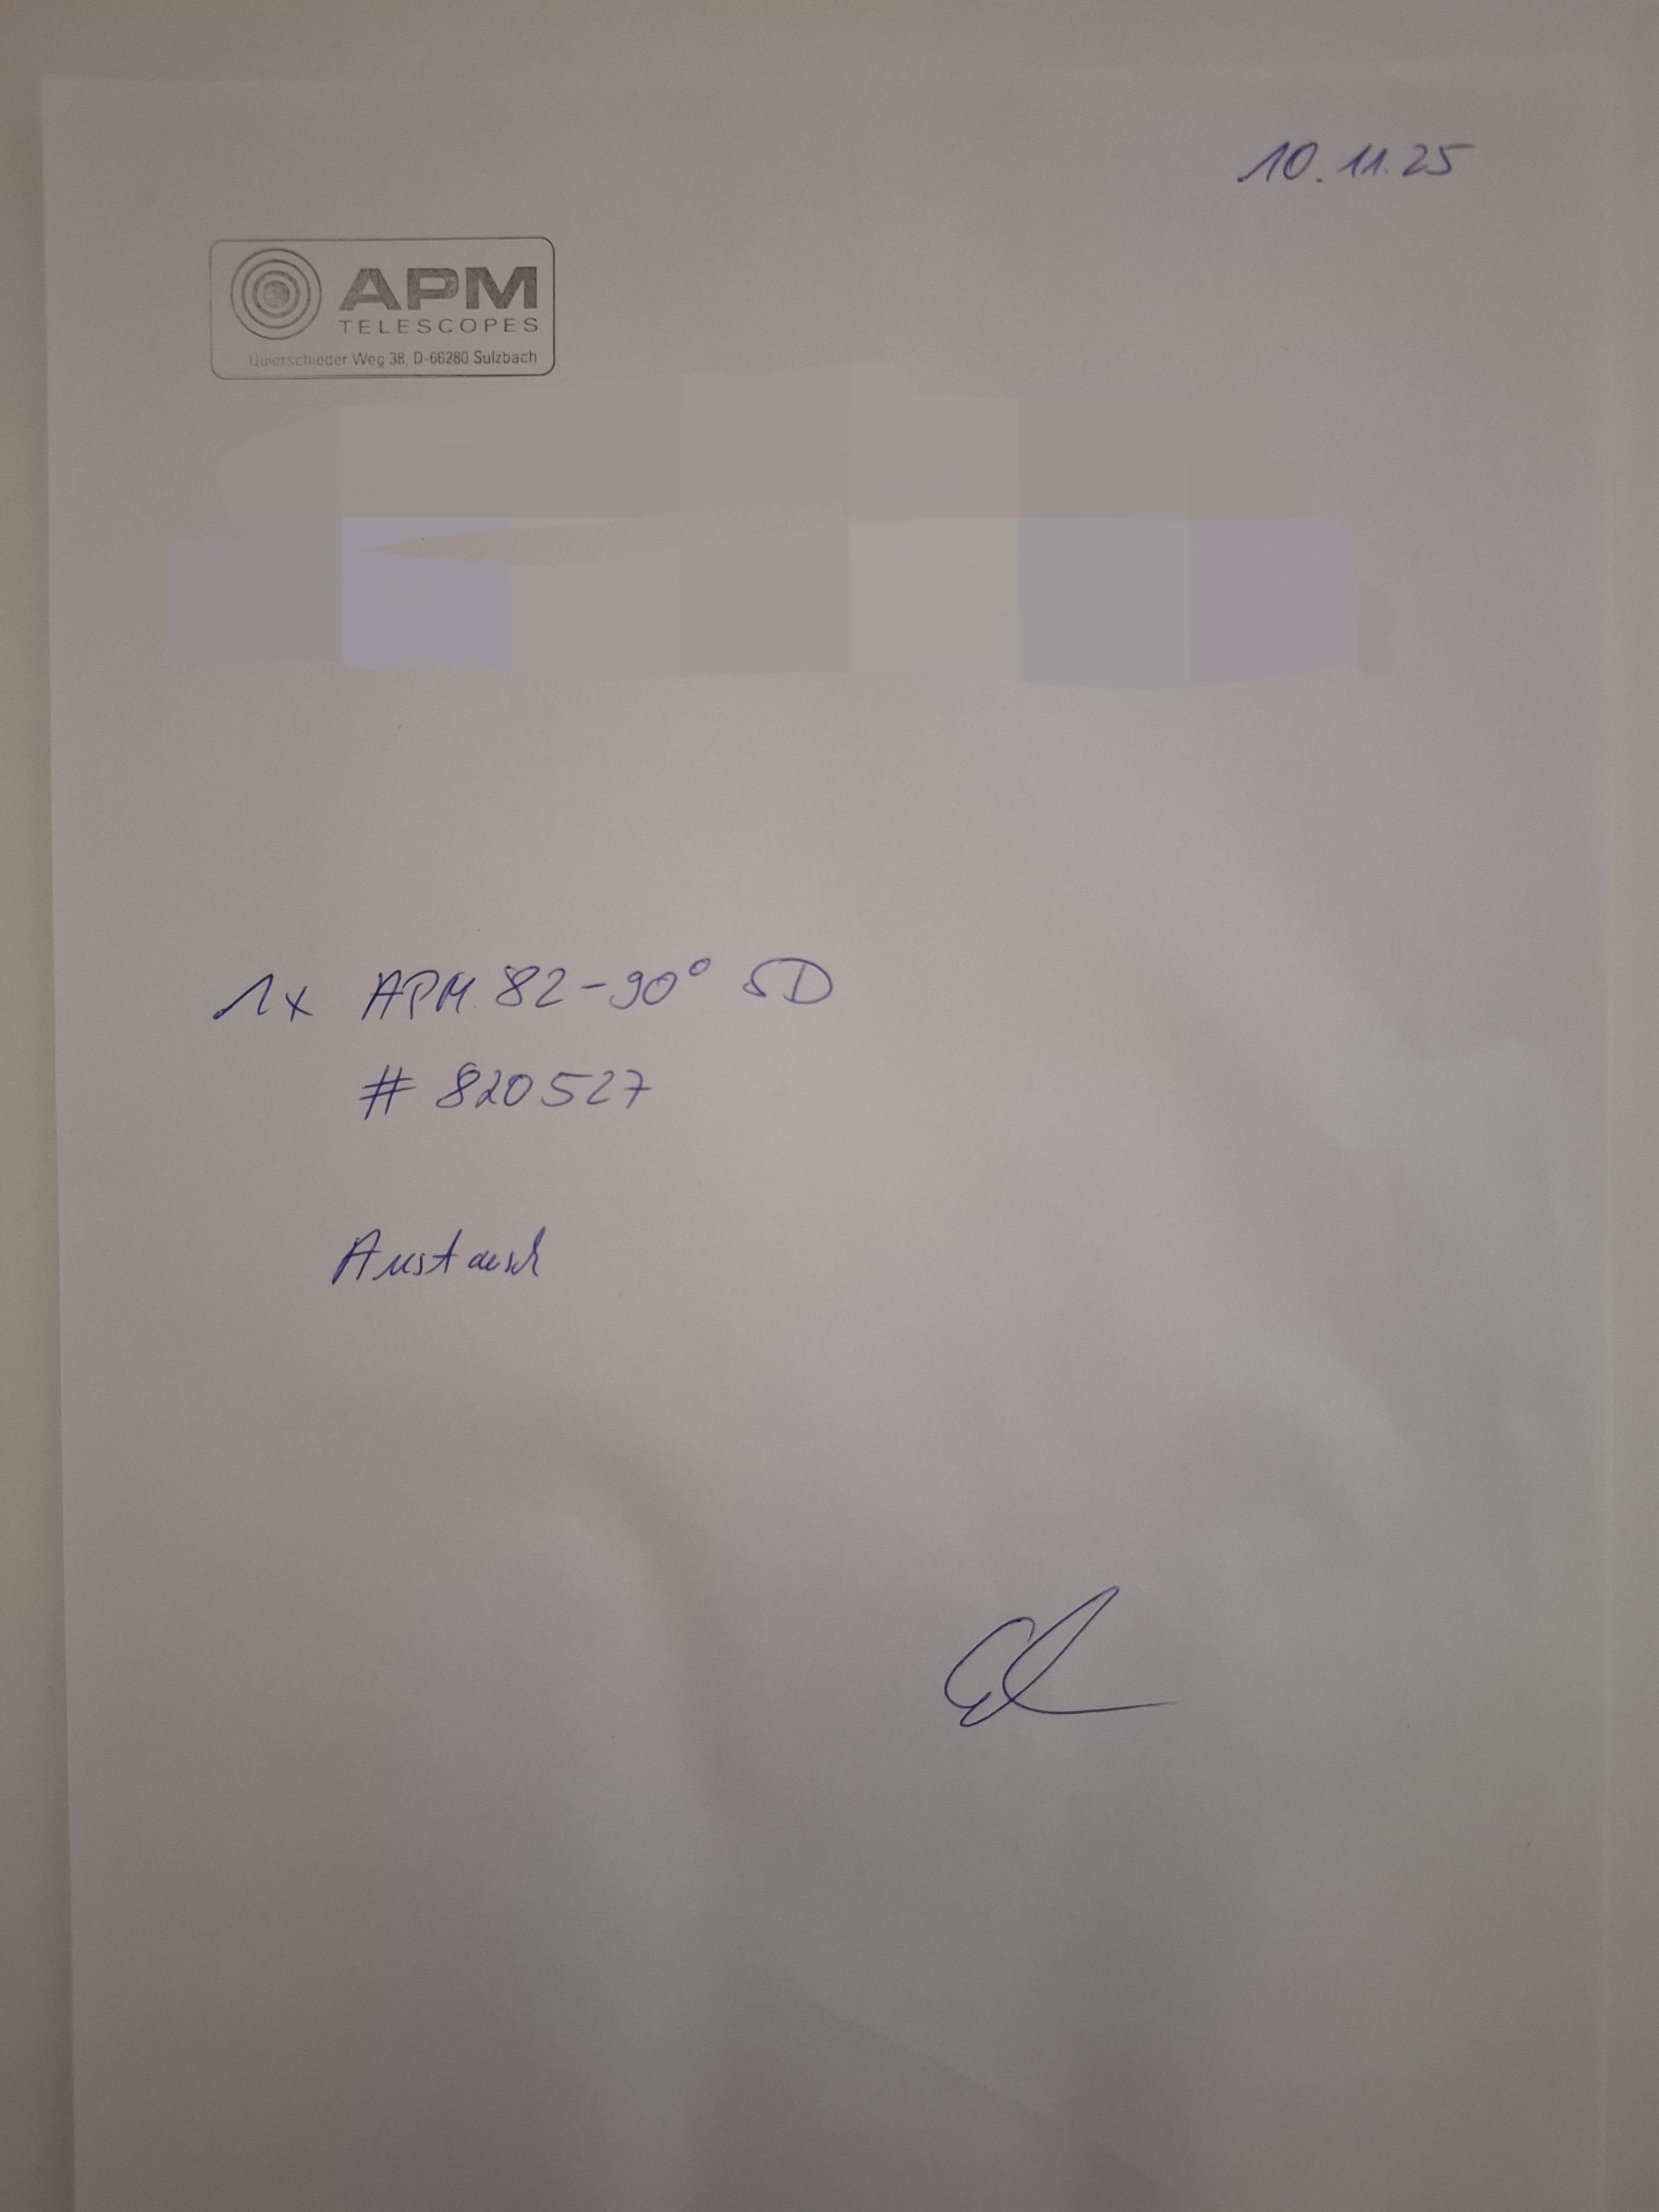 10.11.25
APM
TELESCOPES
Quierschieder Weg 38, D-66280 Sulzbach
1x APM 82-90° SD
# 820527
Austausch